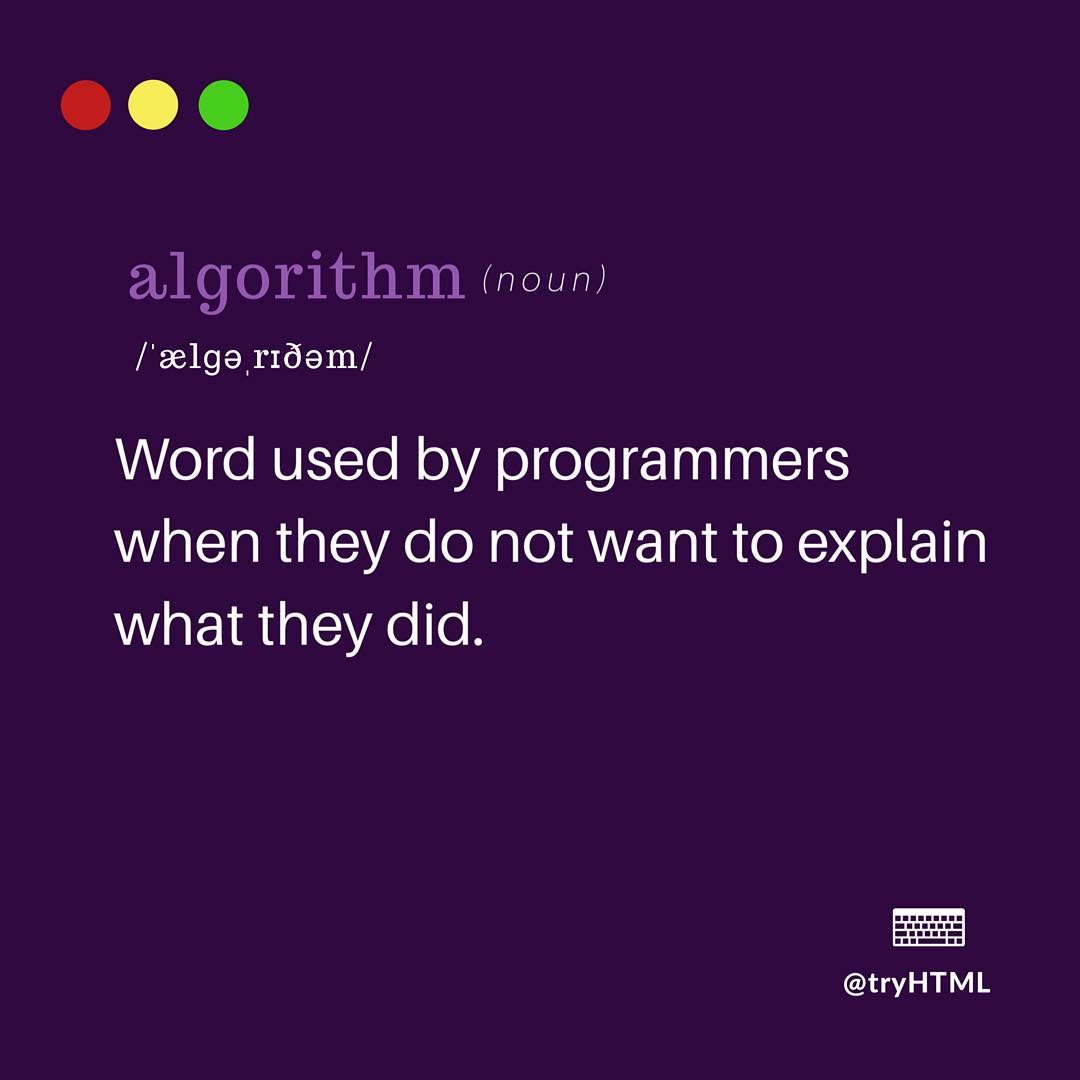 algorithm (noun)
/ˈælɡəˌrɪðəm/
Word used by programmers
when they do not want to explain
what they did.
@tryHTML